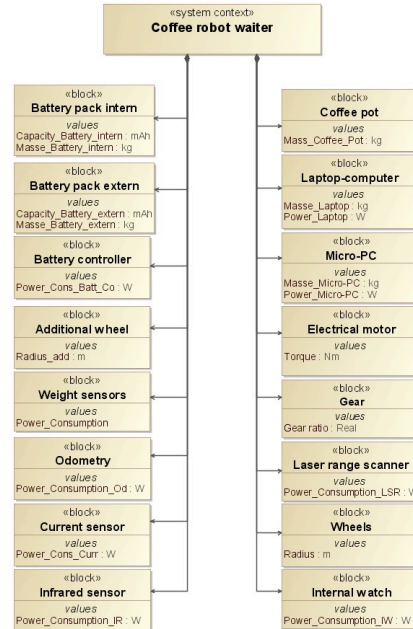 «system context»
Coffee robot waiter
«block»
Battery pack intern
values
Capacity_Battery_intern : mAh
Masse_Battery_intern : kg
«block»
Battery pack extern
values
Capacity_Battery_extern : mAh
Masse_Battery_extern : kg
«block»
Battery controller
values
Power_Cons_Batt_Co : W
«block»
Additional wheel
values
Radius_add : m
«block»
Weight sensors
values
Power_Consumption
«block»
Odometry
values
Power_Consumption_Od : W
«block»
Current sensor
values
Power_Cons_Curr : W
«block»
Infrared sensor
values
Power_Consumption_IR : W
«block»
Coffee pot
values
Mass_Coffee_Pot : kg
«block»
Laptop-computer
values
Masse_Laptop : kg
Power_Laptop : W
«block»
Micro-PC
values
Masse_Micro-PC : kg
Power_Micro-PC : W
«block»
Electrical motor
values
Torque : Nm
«block»
Gear
values
Gear ratio : Real
«block»
Laser range scanner
values
Power_Consumption_LSR : W
«block»
Wheels
values
Radius : m
«block»
Internal watch
values
Power_Consumption_IW : W